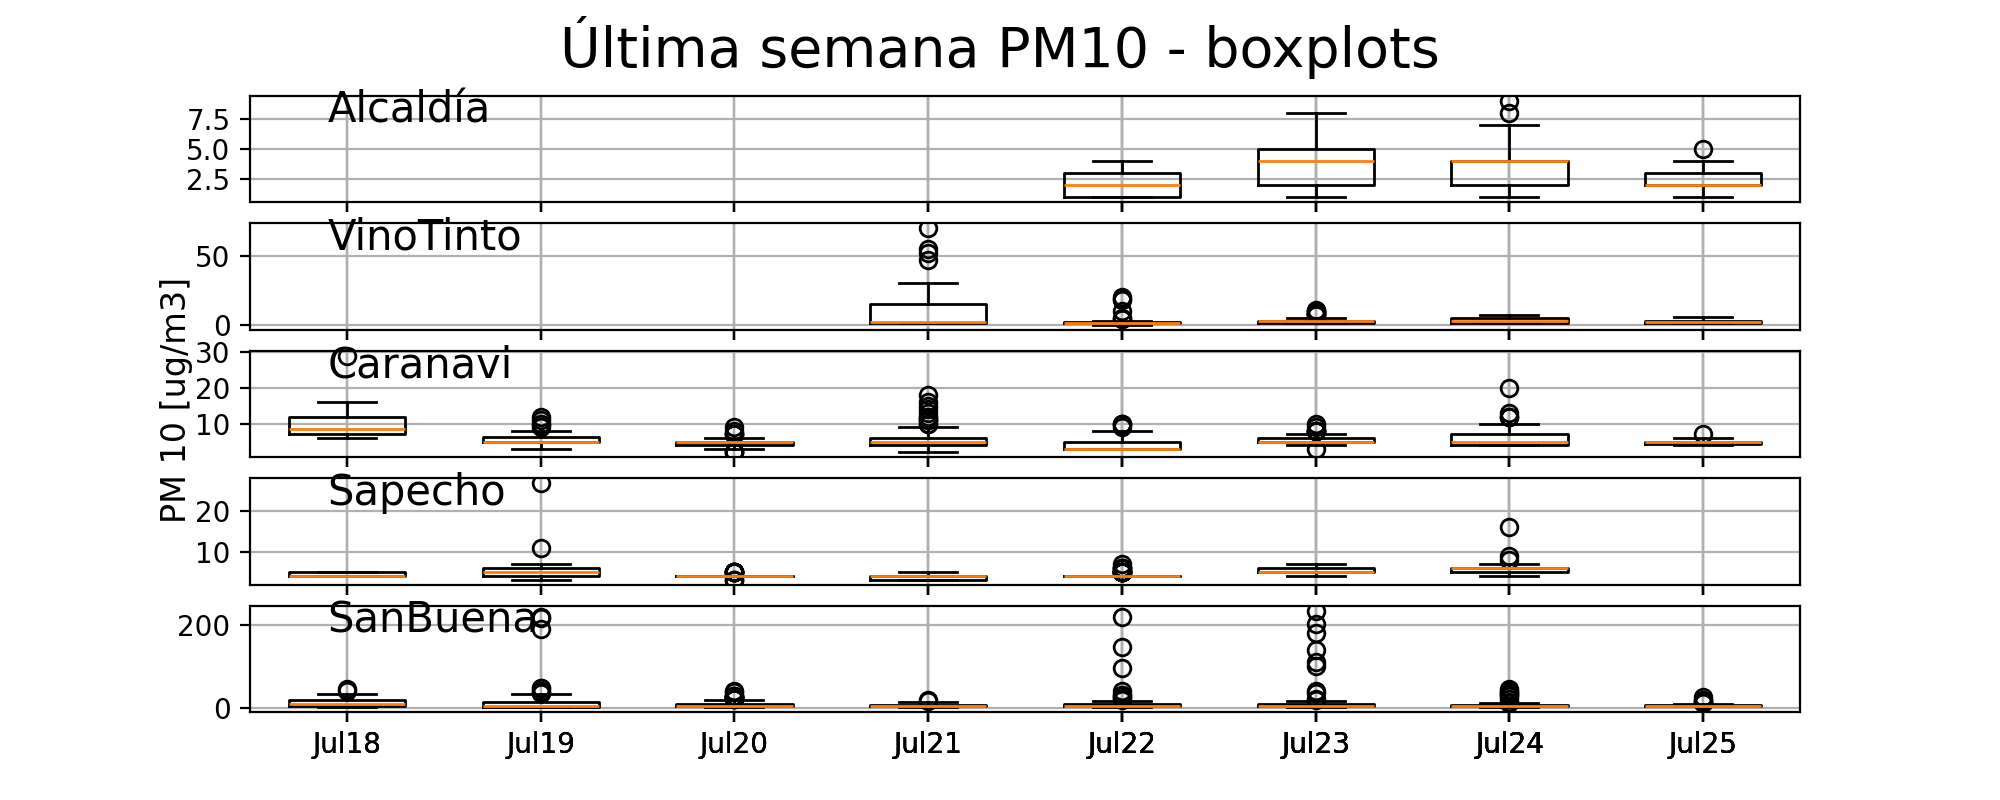 Última semana PM10 - boxplots
Alcaldía
7.5
5.0
2.5
VinoTinto
50
0
PM 10 [ug/m3]
Caranavi
30
20
10
Sapecho
20
10
SanBuena
200
0
Jul18 Jul19 Jul20 Jul21 Jul22 Jul23 Jul24 Jul25